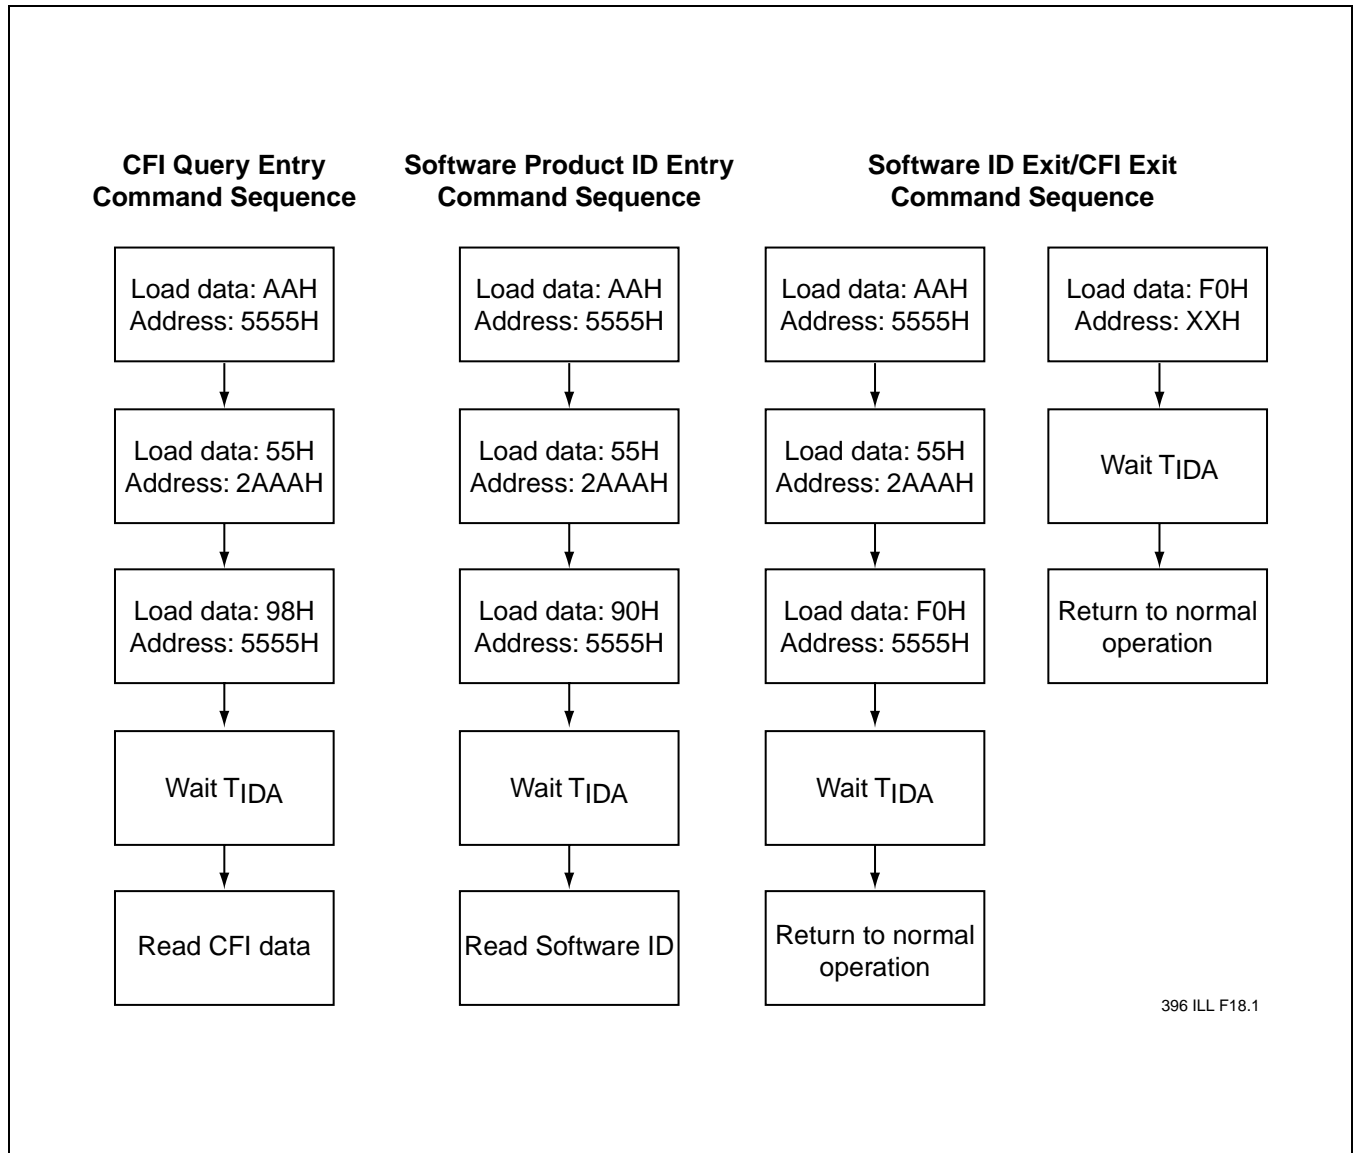 CFI Query Entry
Command Sequence
Load data: AAH
Address: 5555H
Load data: 55H
Address: 2AAAH
Load data: 98H
Address: 5555H
Wait TIDA
Read CFI data
Software Product ID Entry
Command Sequence
Load data: AAH
Address: 5555H
Load data: 55H
Address: 2AAAH
Load data: 90H
Address: 5555H
Wait TIDA
Read Software ID
Software ID Exit/CFI Exit
Command Sequence
Load data: AAH
Address: 5555H
Load data: 55H
Address: 2AAAH
Load data: F0H
Address: 5555H
Wait TIDA
Return to normal
operation
Load data: F0H
Address: XXH
Wait TIDA
Return to normal
operation
396 ILL F18.1